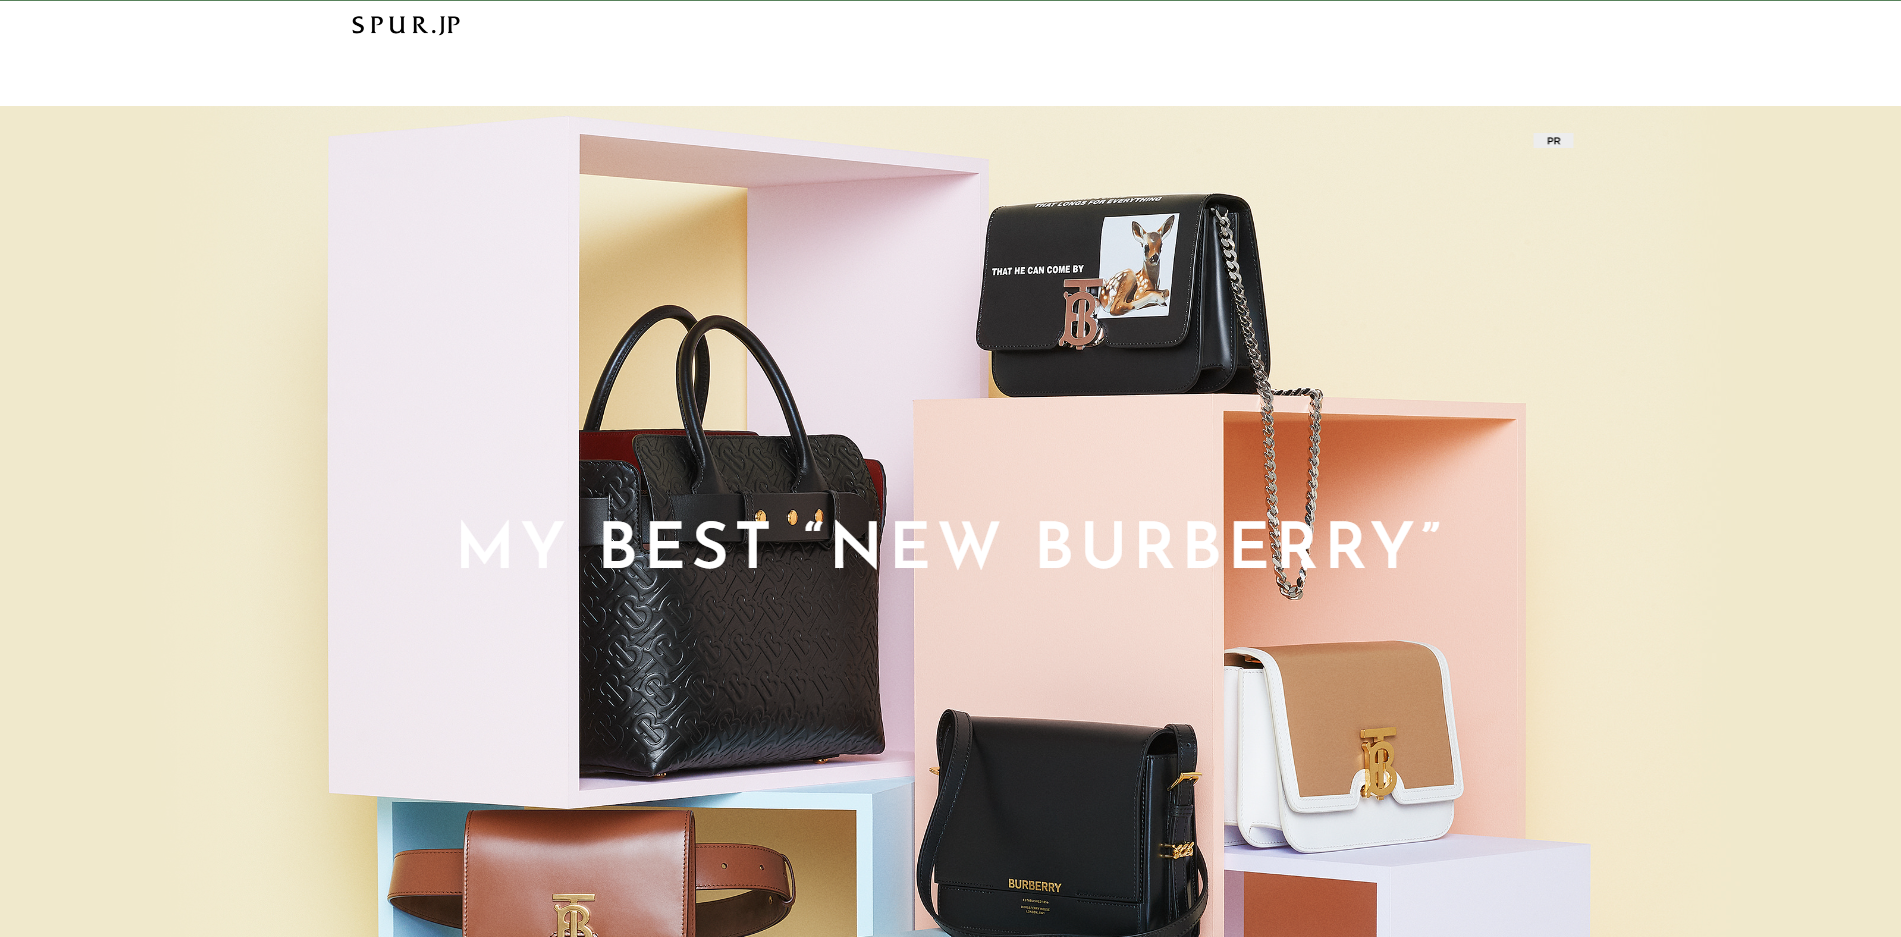 SPUR.JP
PR
THAT LONGS FOR EVERYTHING
THAT HE CAN COME BY
MY BEST “NEW BURBERRY”
BURBERRY